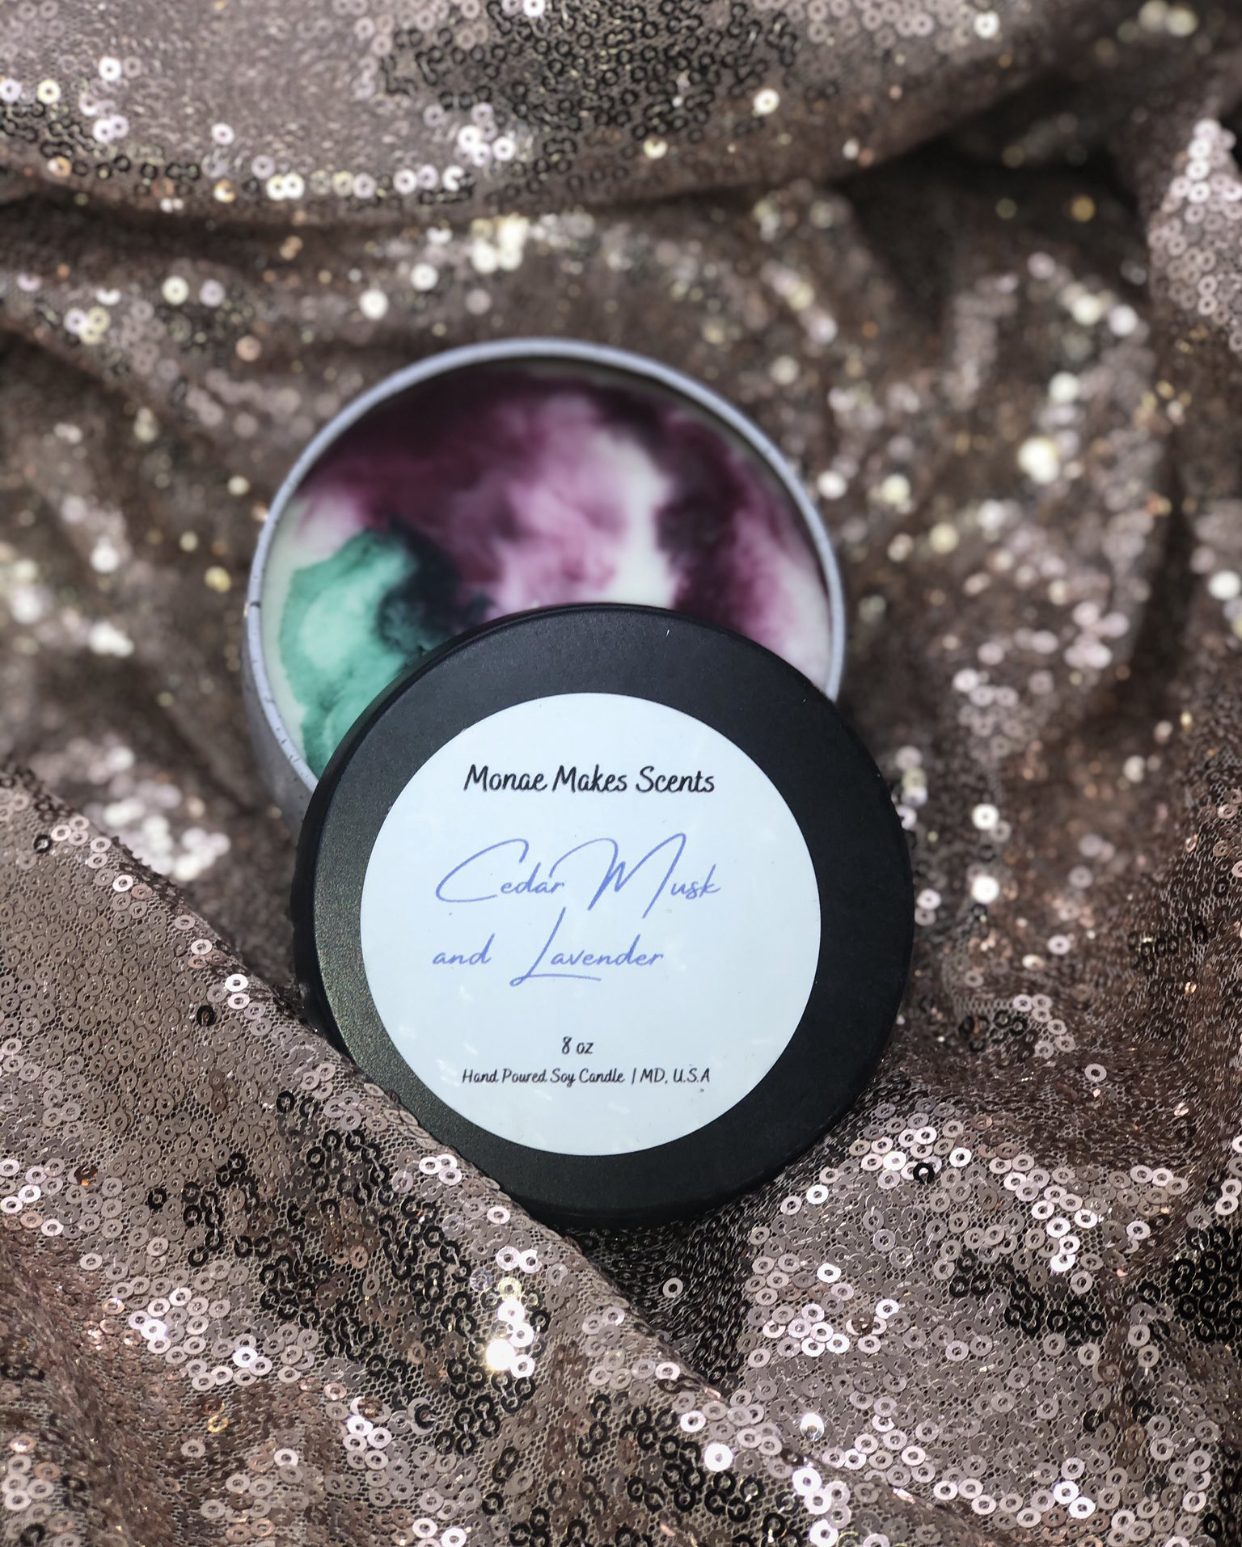 Monae Makes Scents
Cedar Musk
and Lavender
8 oz
Hand Poured Soy Candle | MD, U.S.A